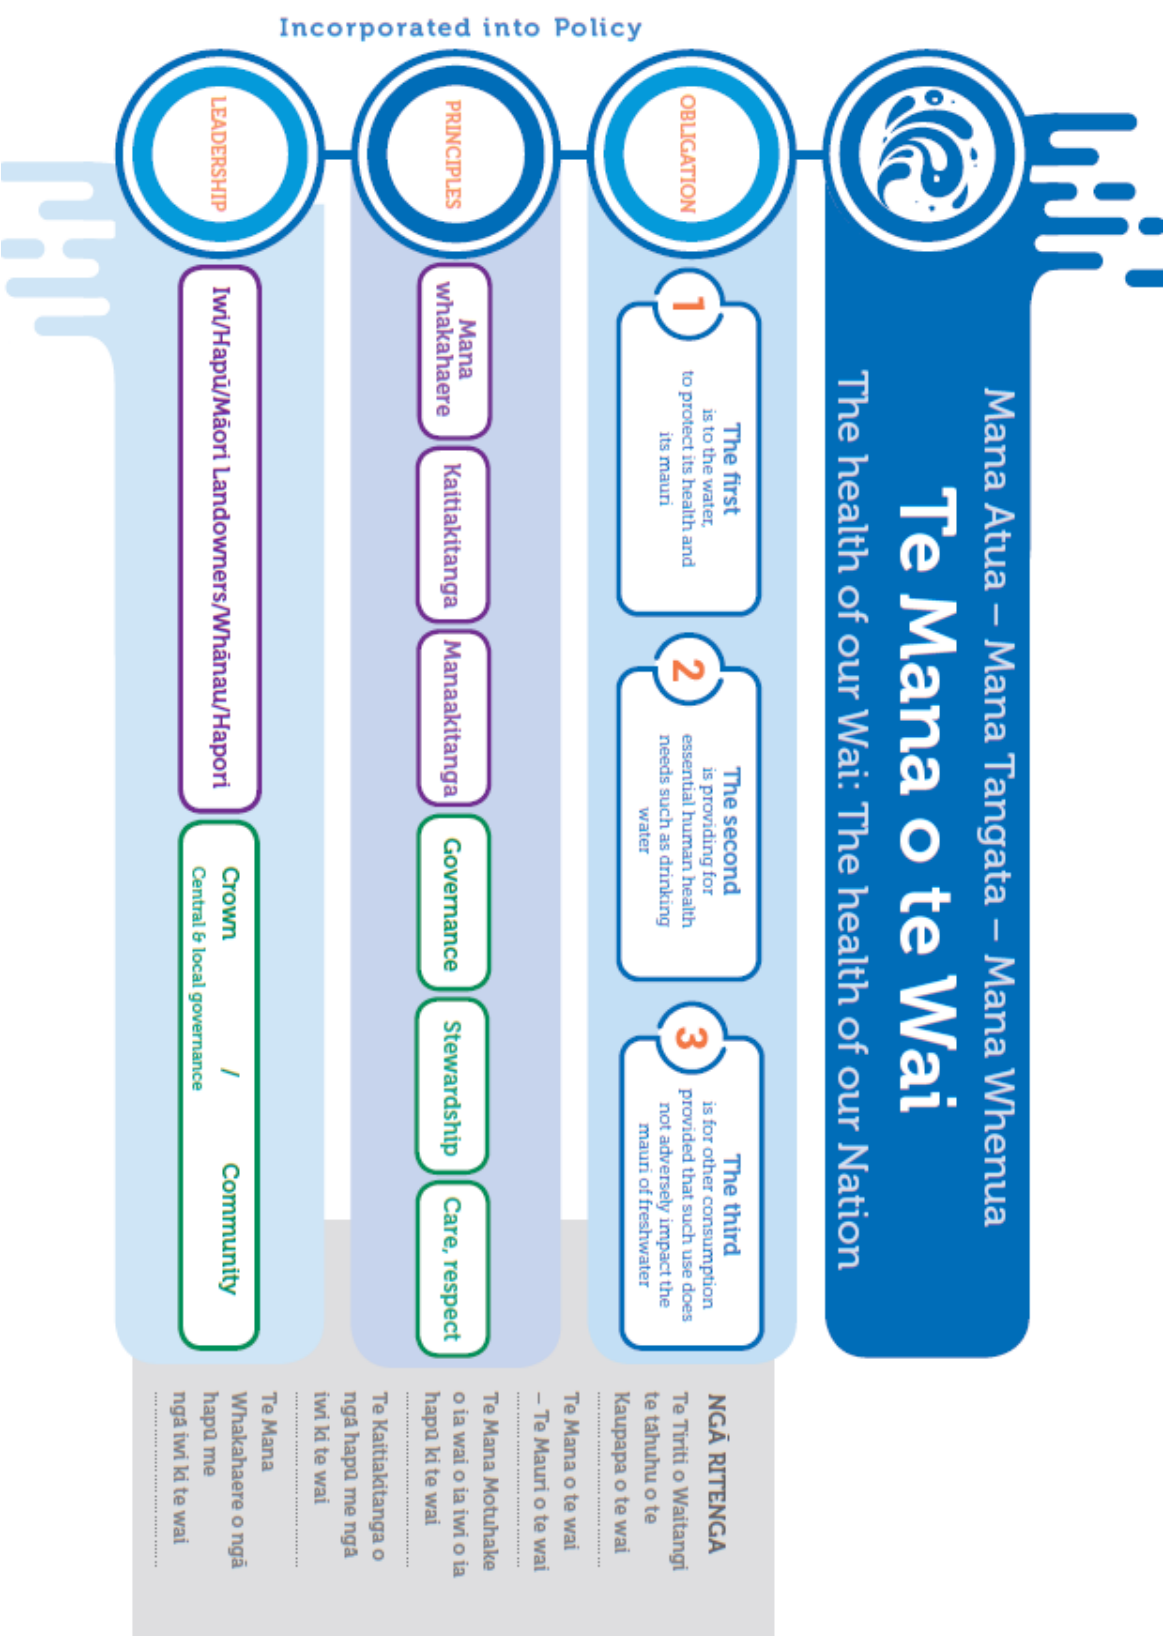 Incorporated into Policy
Mana Atua – Mana Tangata – Mana Whenua
Te Mana o te Wai
The health of our Wai: The health of our Nation
OBLIGATION
1
The first
is to the water,
to protect its health and
its mauri
2
The second
is providing for
essential human health
needs such as drinking
water
3
The third
is for other consumption
provided that such use does
not adversely impact the
mauri of freshwater
PRINCIPLES
Mana
whakahaere
Kaitiakitanga
Manaakitanga
Governance
Stewardship
Care, respect
LEADERSHIP
Iwi/Hapū/Māori Landowners/Whānau/Hapori
Crown / Community
Central & local governance
NGĀ RITENGA
Te Tiriti o Waitangi
te tāhuhu o te
Kaupapa o te wai
Te Mana o te wai
– Te Mauri o te wai
Te Mana Motuhake
o ia wai o ia iwi o ia
hapū ki te wai
Te Kaitiakitanga o
ngā hapū me ngā
iwi ki te wai
Te Mana
Whakahaere o ngā
hapū me
ngā iwi ki te wai